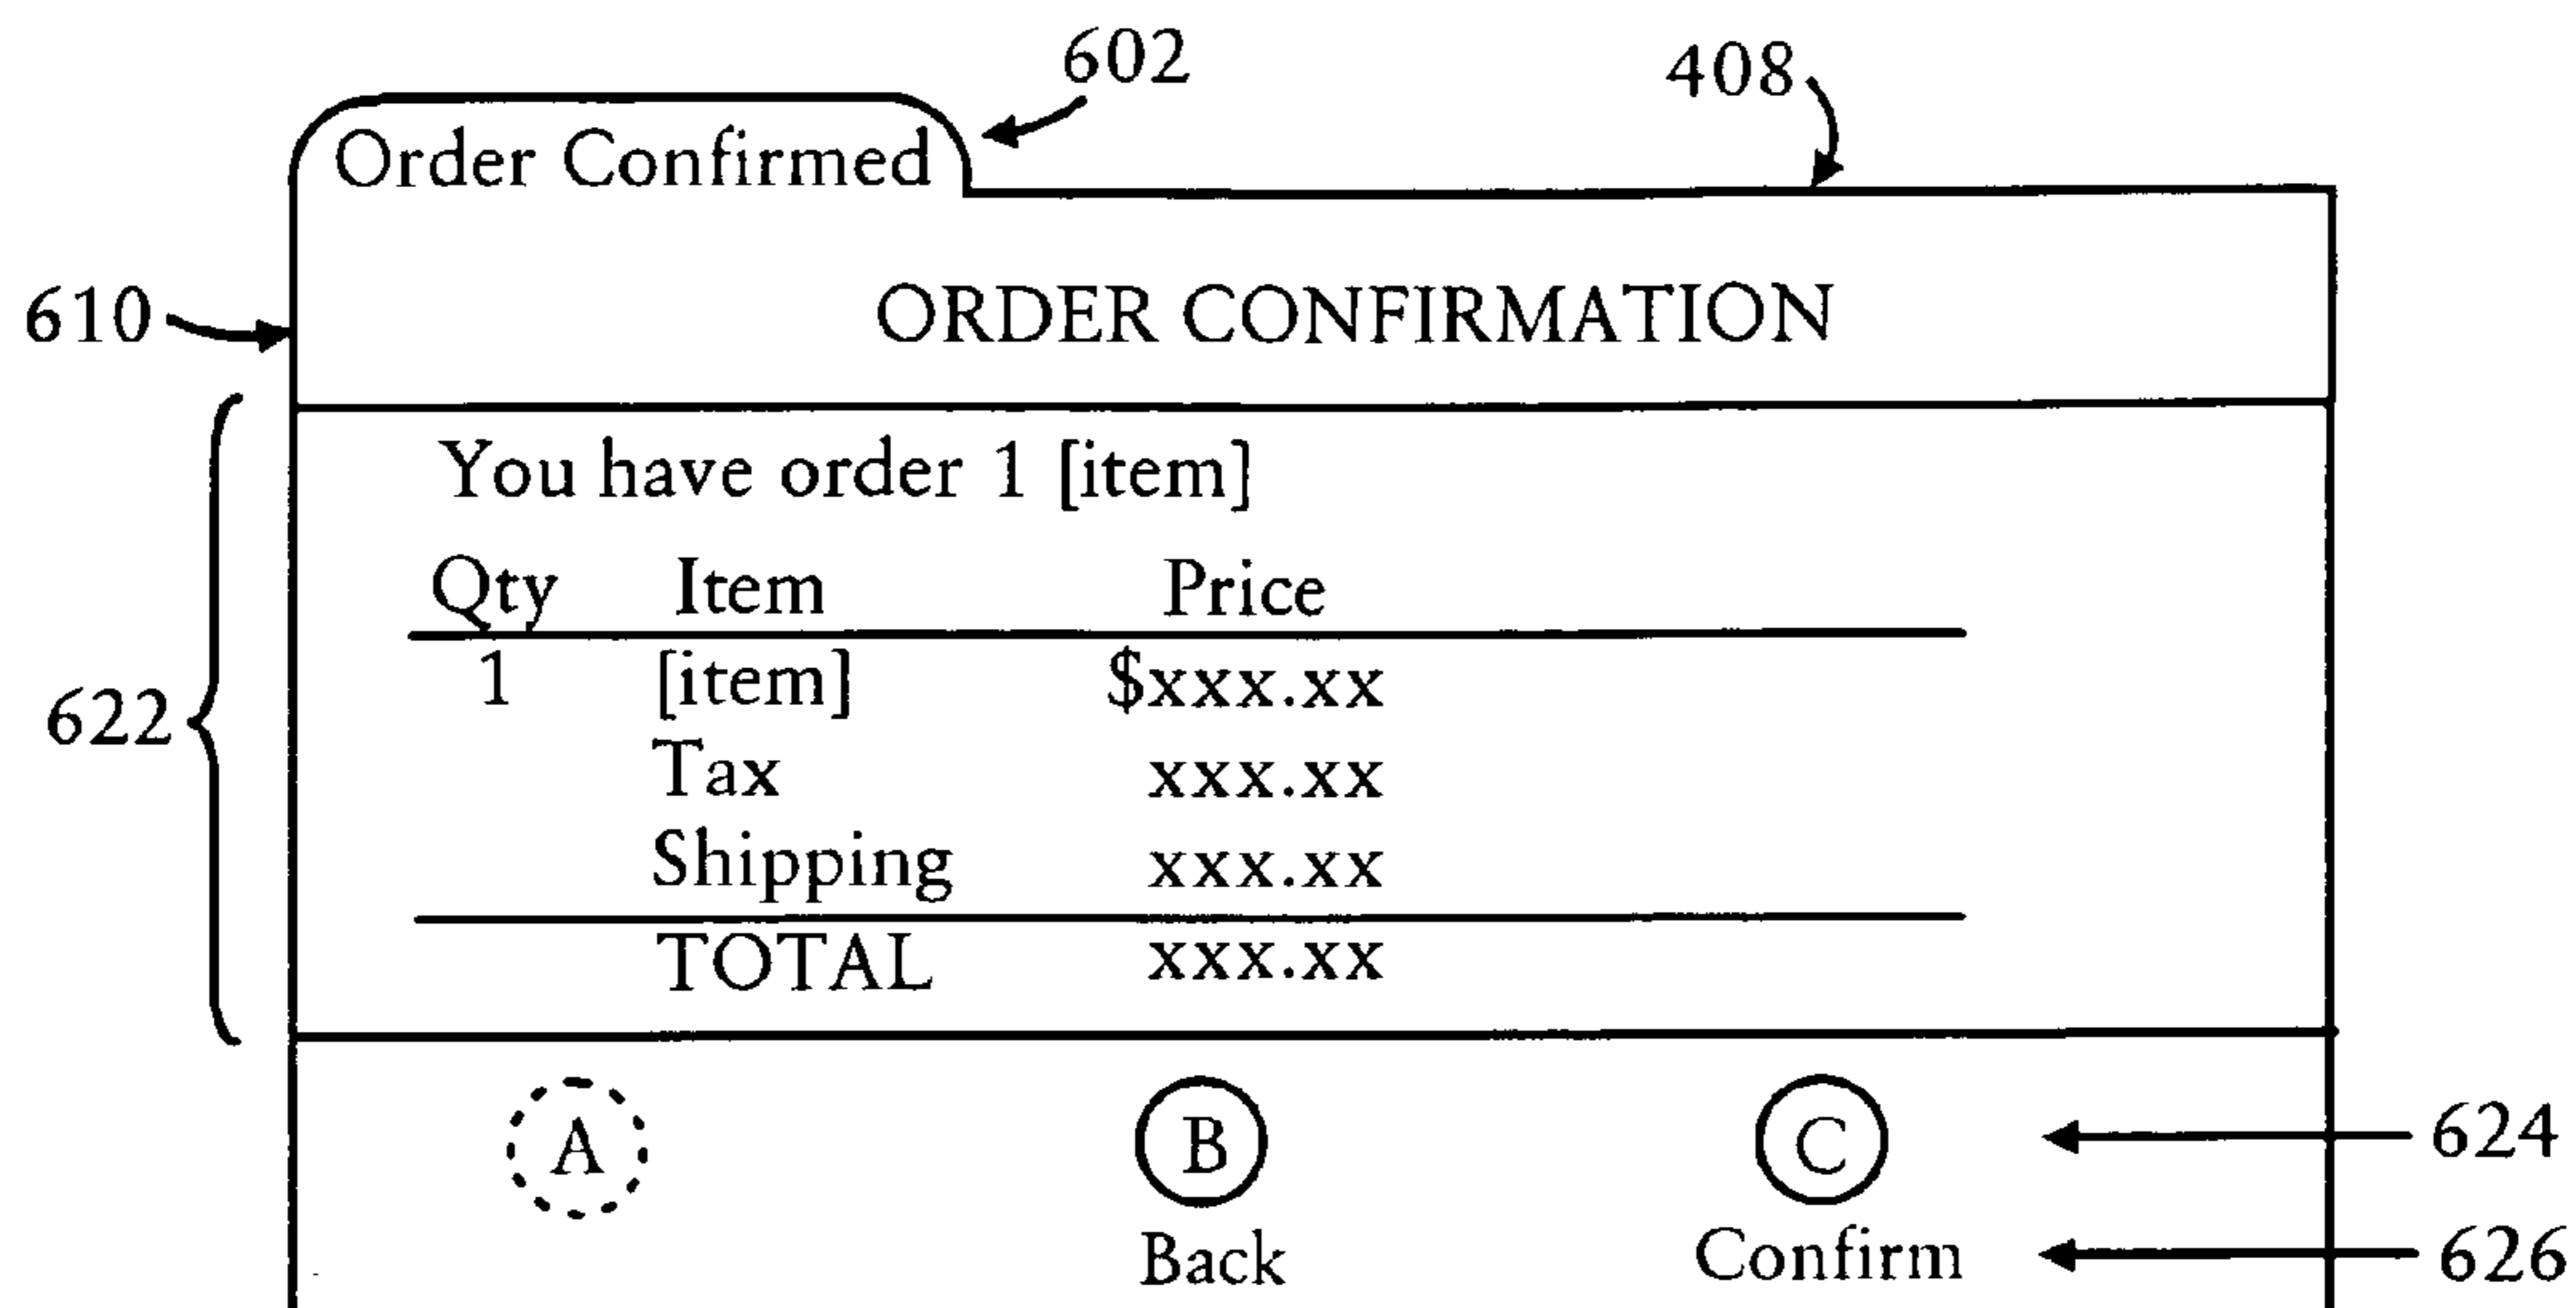 602
408
Order Confirmed
610
ORDER CONFIRMATION
You have order 1 [item]
Qty Item Price
1 [item] $xxx.xx
622
Tax xxx.xx
Shipping xxx.xx
TOTAL xxx.xx
A B C 624
Back Confirm 626